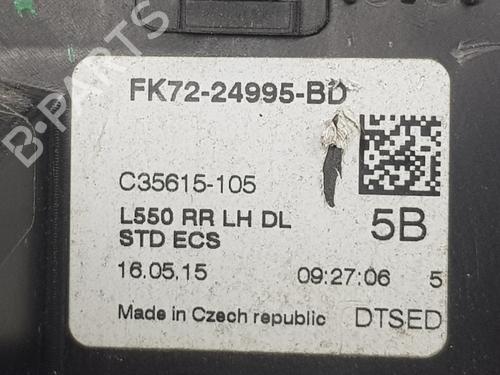 B-PARTS
FK72-24995-BD
C35615-105
L550 RR LH DL
STD ECS
5B
16.05.15 09:27:06 5
Made in Czech republic DTSED